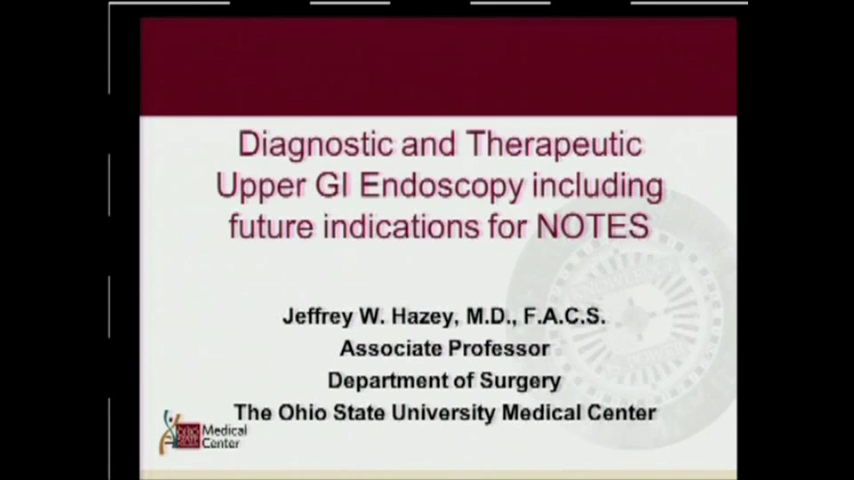 Diagnostic and Therapeutic
Upper GI Endoscopy including
future indications for NOTES
Jeffrey W. Hazey, M.D., F.A.C.S.
Associate Professor
Department of Surgery
The Ohio State University Medical Center
Medical
Center